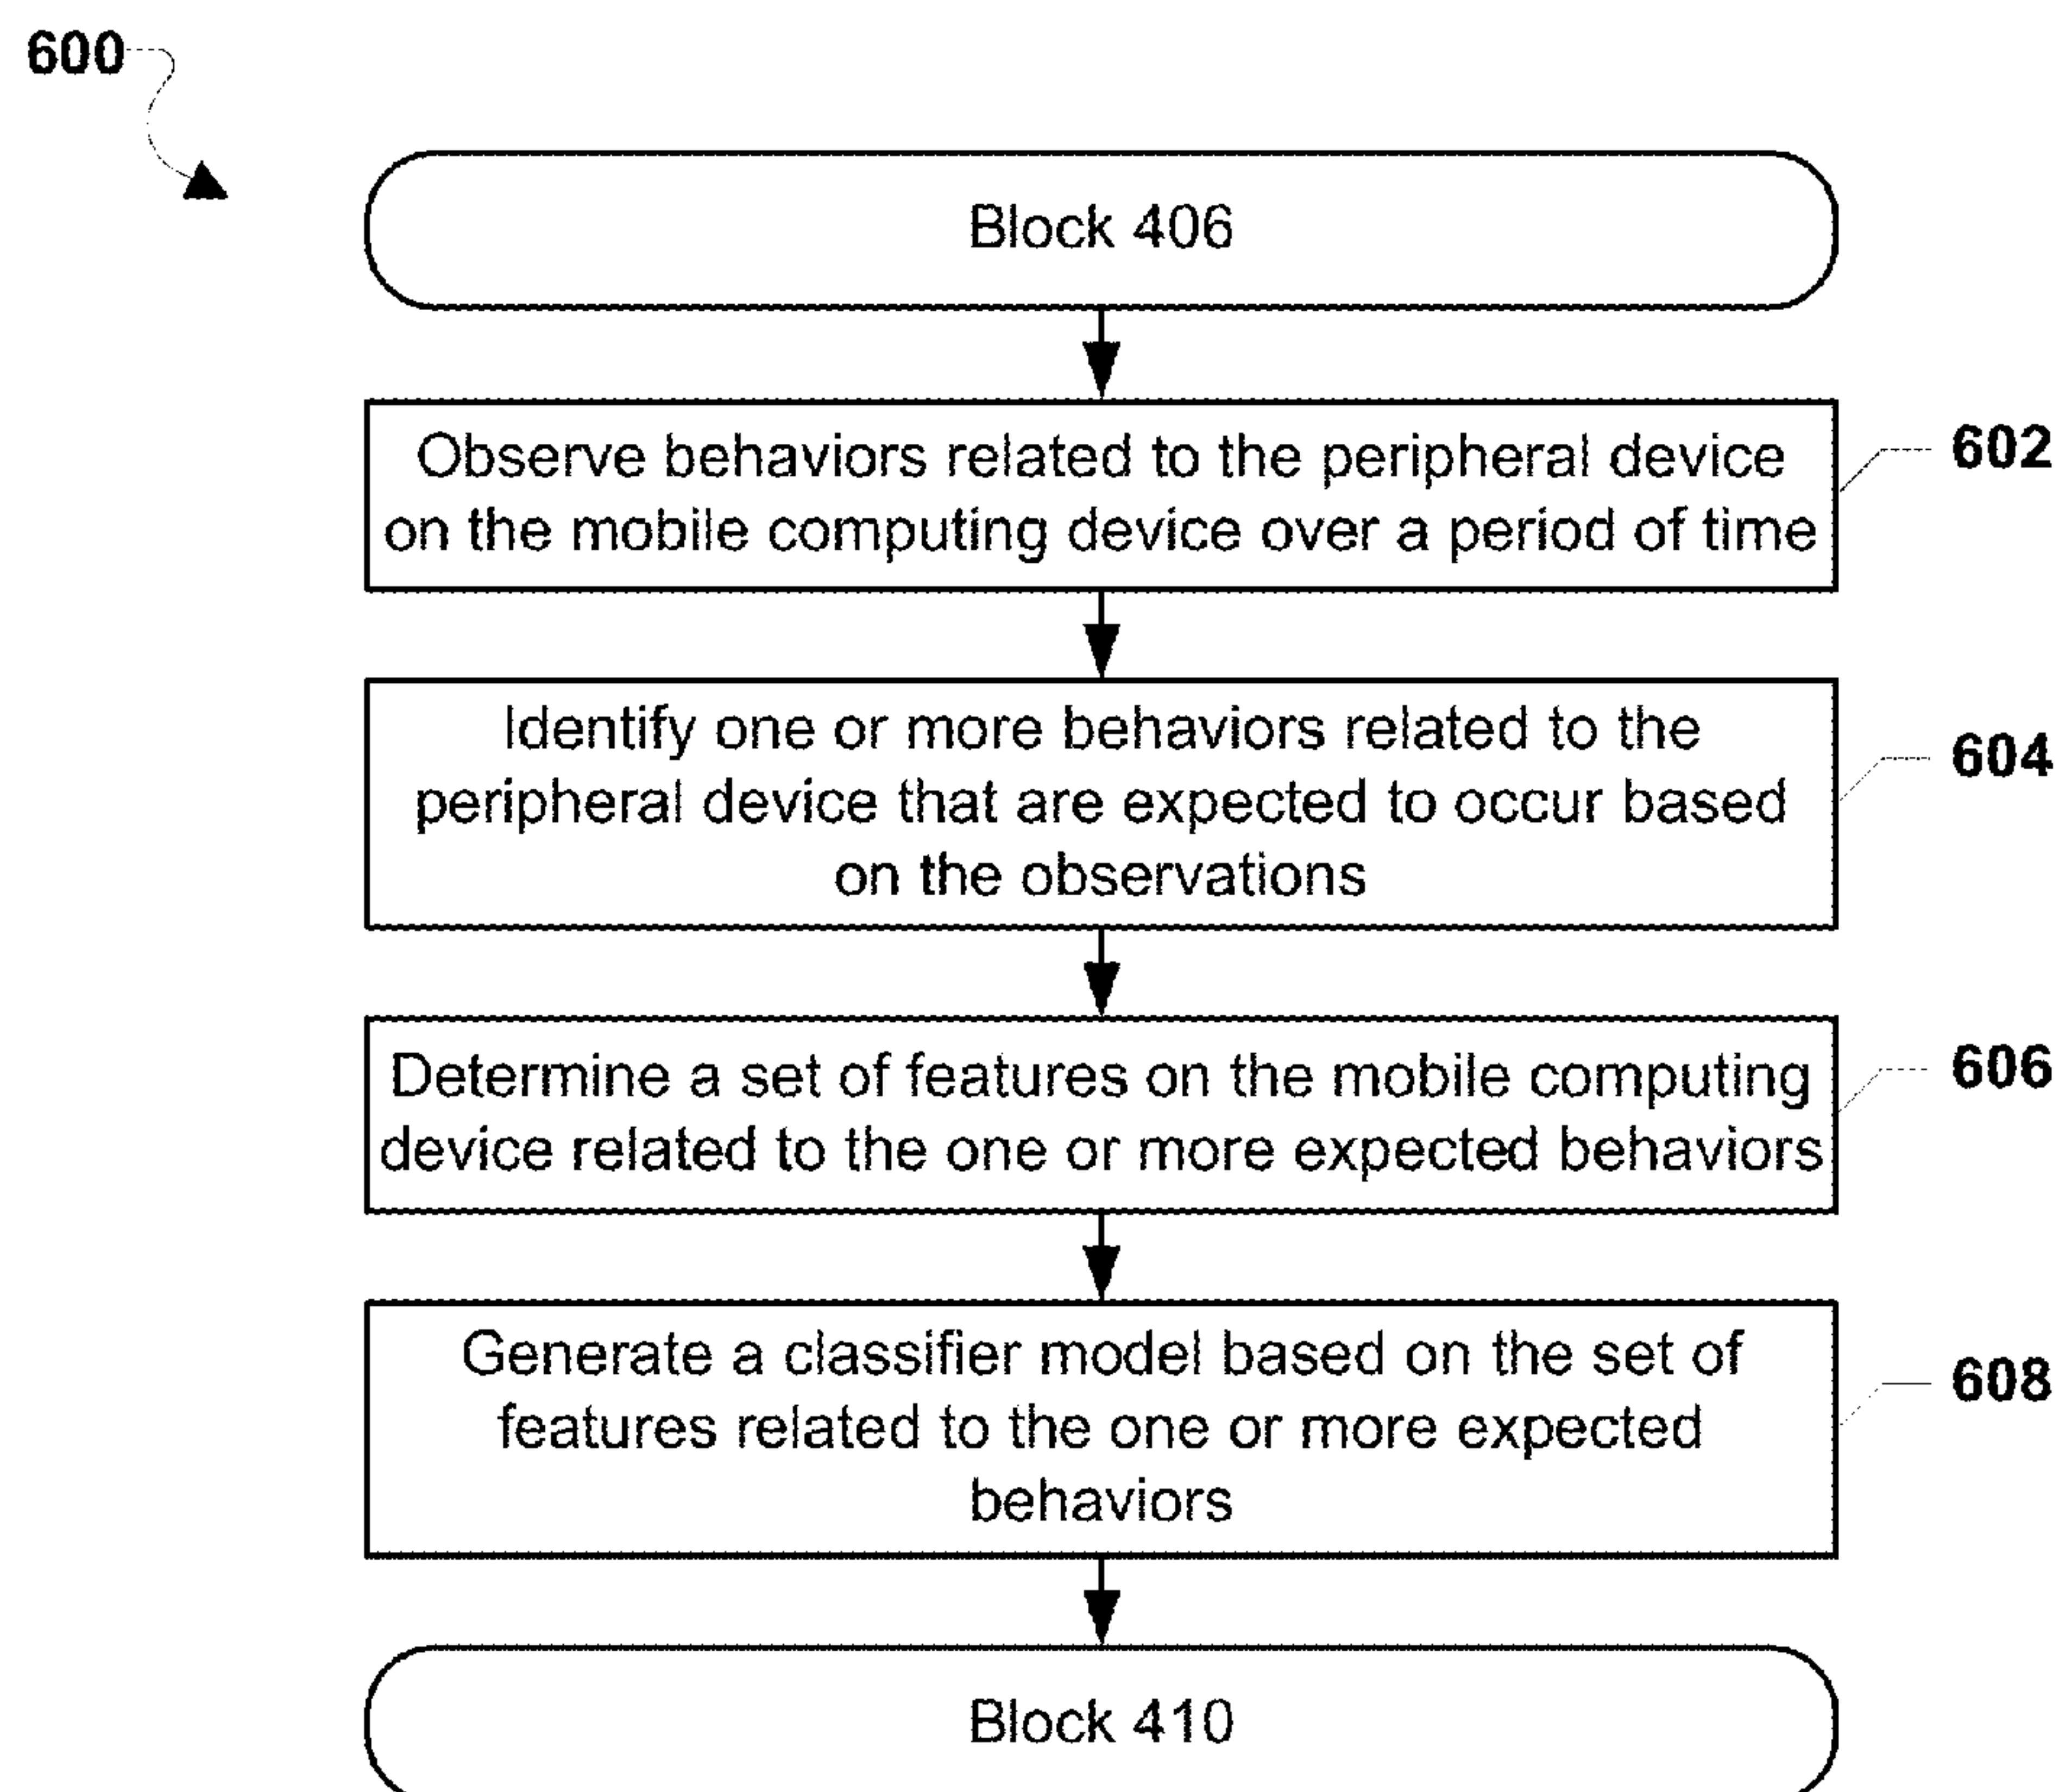 600
Block 406
Observe behaviors related to the peripheral device
on the mobile computing device over a period of time
602
Identify one or more behaviors related to the
peripheral device that are expected to occur based
on the observations
604
Determine a set of features on the mobile computing
device related to the one or more expected behaviors
606
Generate a classifier model based on the set of
features related to the one or more expected
behaviors
608
Block 410